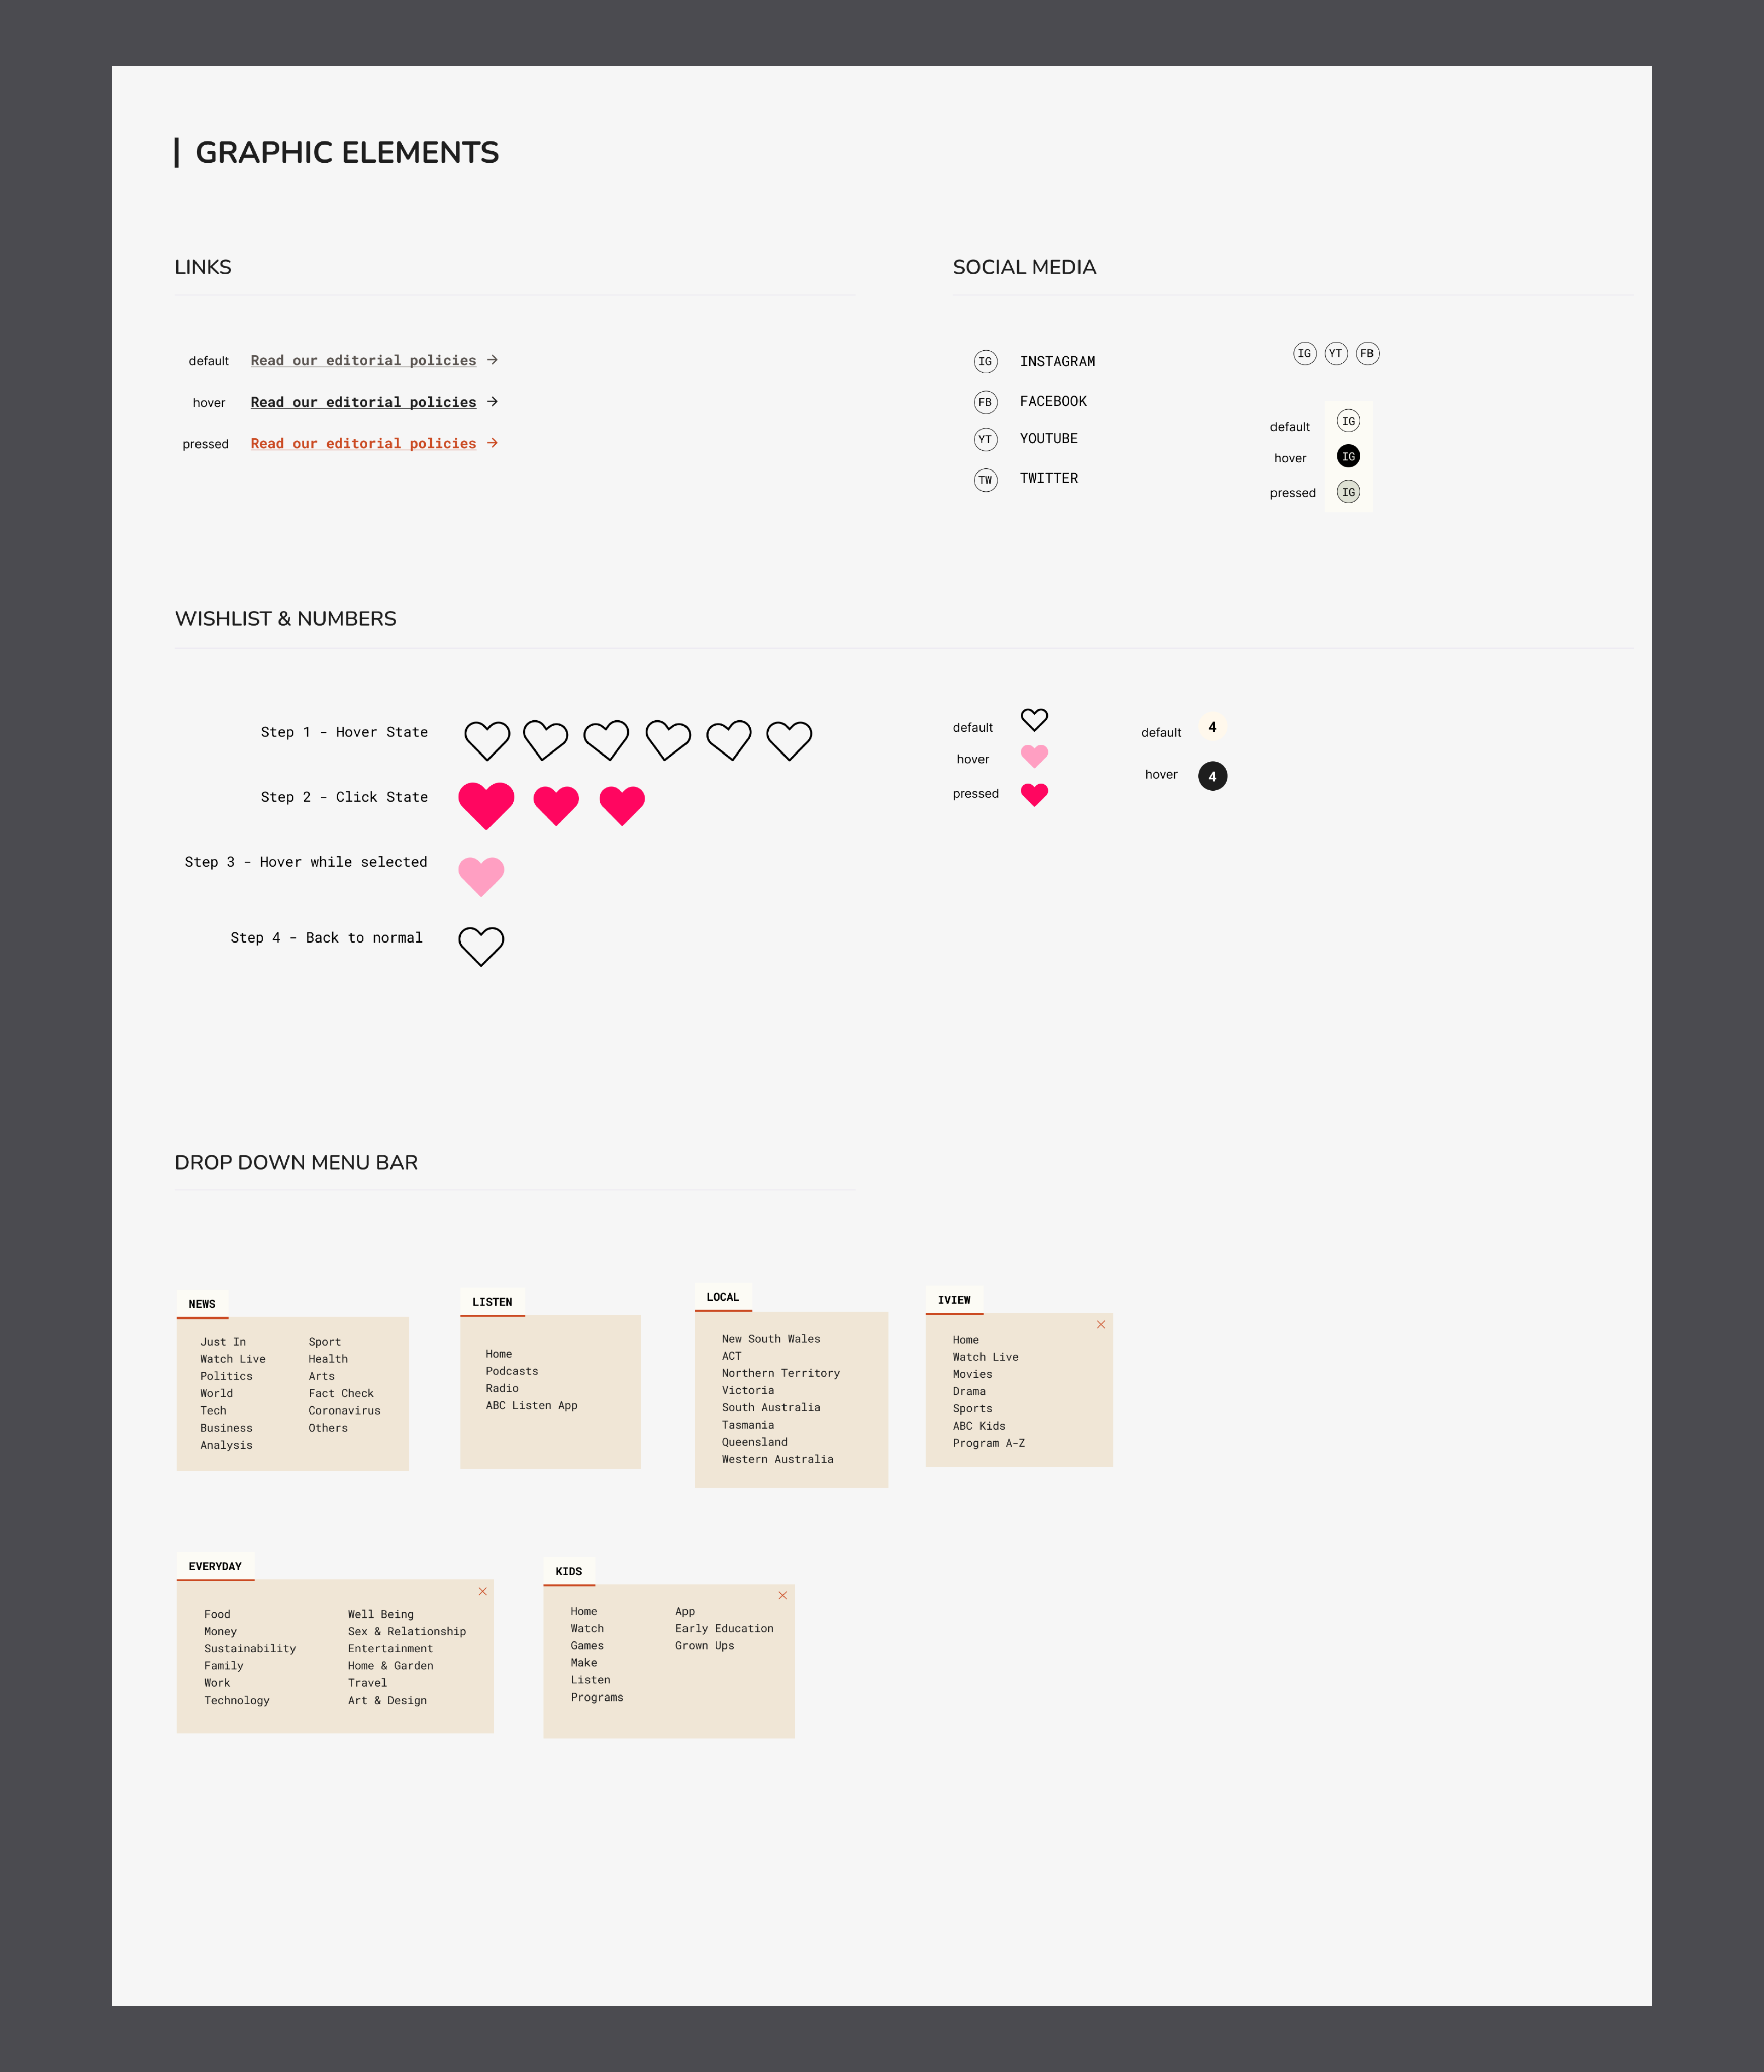 GRAPHIC ELEMENTS
LINKS
default Read our editorial policies →
hover Read our editorial policies →
pressed Read our editorial policies →
SOCIAL MEDIA
IG INSTAGRAM
FB FACEBOOK
YT YOUTUBE
TW TWITTER
IG YT FB
default IG
hover IG
pressed IG
WISHLIST & NUMBERS
Step 1 - Hover State
Step 2 - Click State
Step 3 - Hover while selected
Step 4 - Back to normal
default
hover
pressed
default 4
hover 4
DROP DOWN MENU BAR
NEWS
Just In
Watch Live
Politics
World
Tech
Business
Analysis
Sport
Health
Arts
Fact Check
Coronavirus
Others
LISTEN
Home
Podcasts
Radio
ABC Listen App
LOCAL
New South Wales
ACT
Northern Territory
Victoria
South Australia
Tasmania
Queensland
Western Australia
IVIEW
Home
Watch Live
Movies
Drama
Sports
ABC Kids
Program A-Z
EVERYDAY
Food
Money
Sustainability
Family
Work
Technology
Well Being
Sex & Relationship
Entertainment
Home & Garden
Travel
Art & Design
KIDS
Home
Watch
Games
Make
Listen
Programs
App
Early Education
Grown Ups